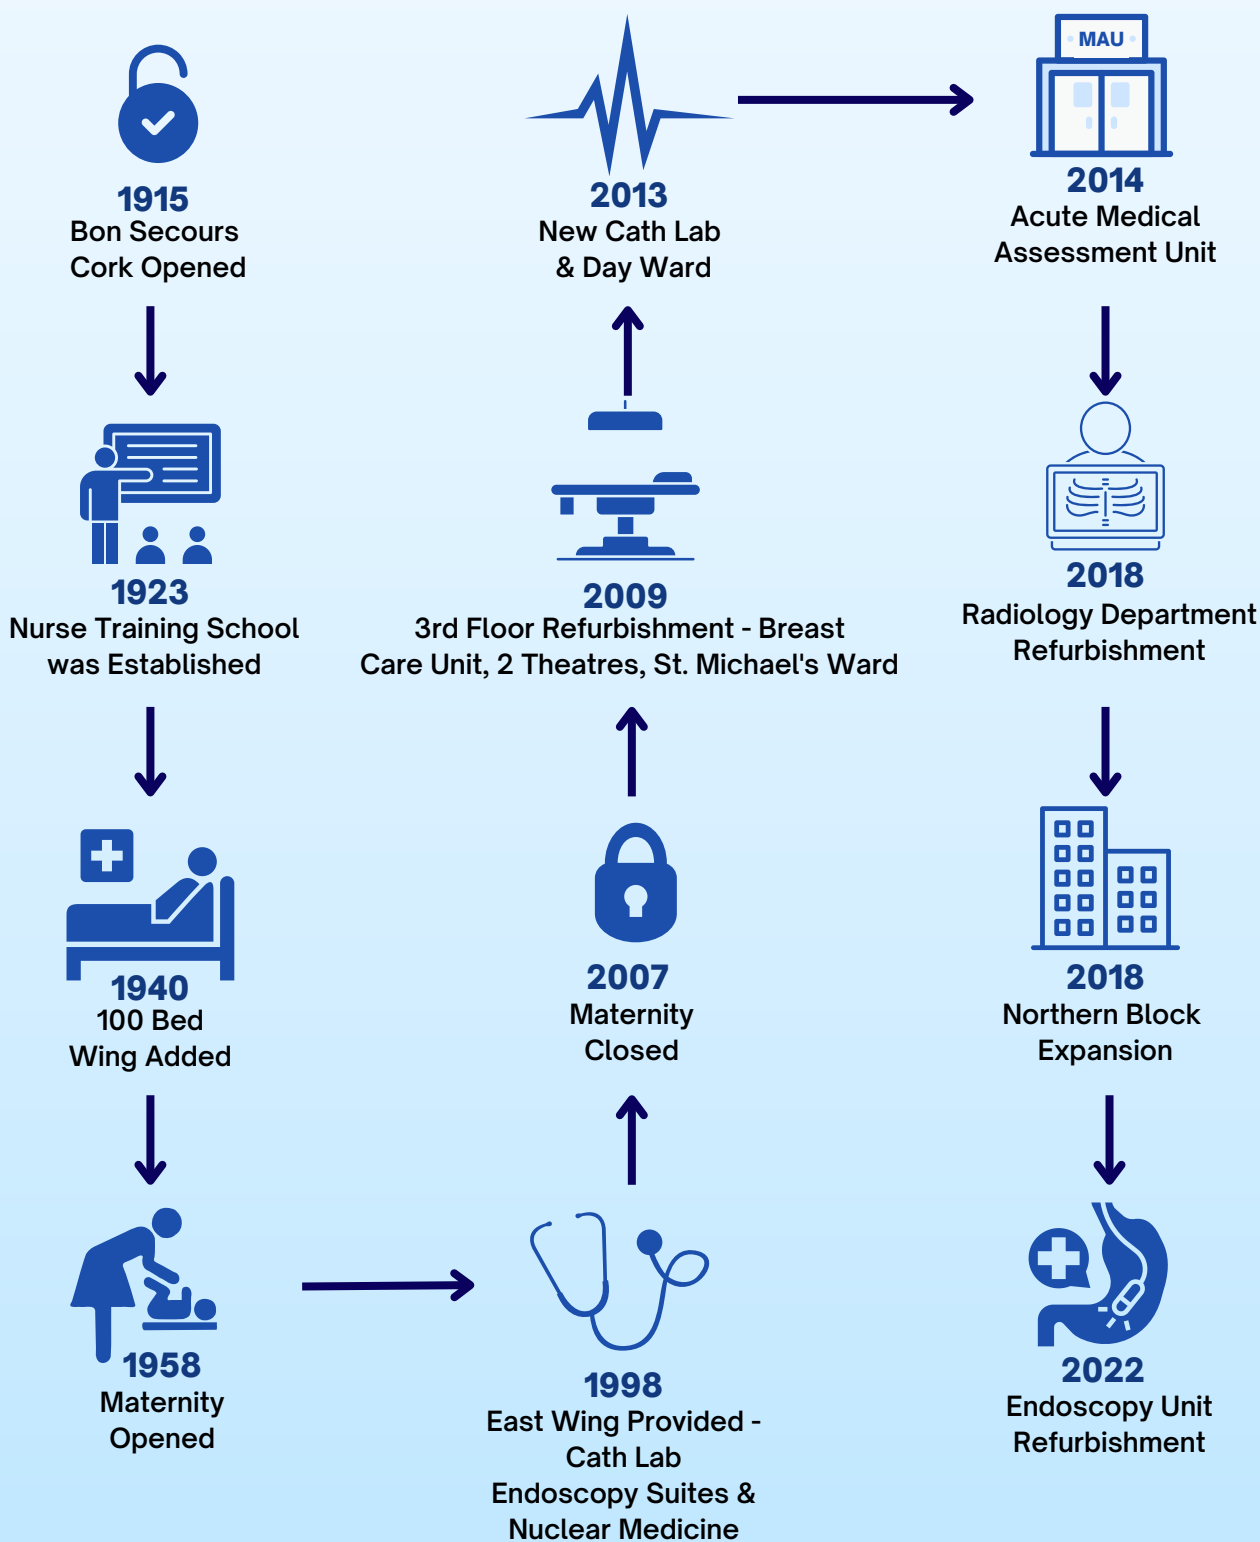 1915
Bon Secours
Cork Opened
1923
Nurse Training School
was Established
1940
100 Bed
Wing Added
1958
Maternity
Opened
1998
East Wing Provided -
Cath Lab
Endoscopy Suites &
Nuclear Medicine
2007
Maternity
Closed
2009
3rd Floor Refurbishment - Breast
Care Unit, 2 Theatres, St. Michael's Ward
2013
New Cath Lab
& Day Ward
MAU
2014
Acute Medical
Assessment Unit
2018
Radiology Department
Refurbishment
2018
Northern Block
Expansion
2022
Endoscopy Unit
Refurbishment